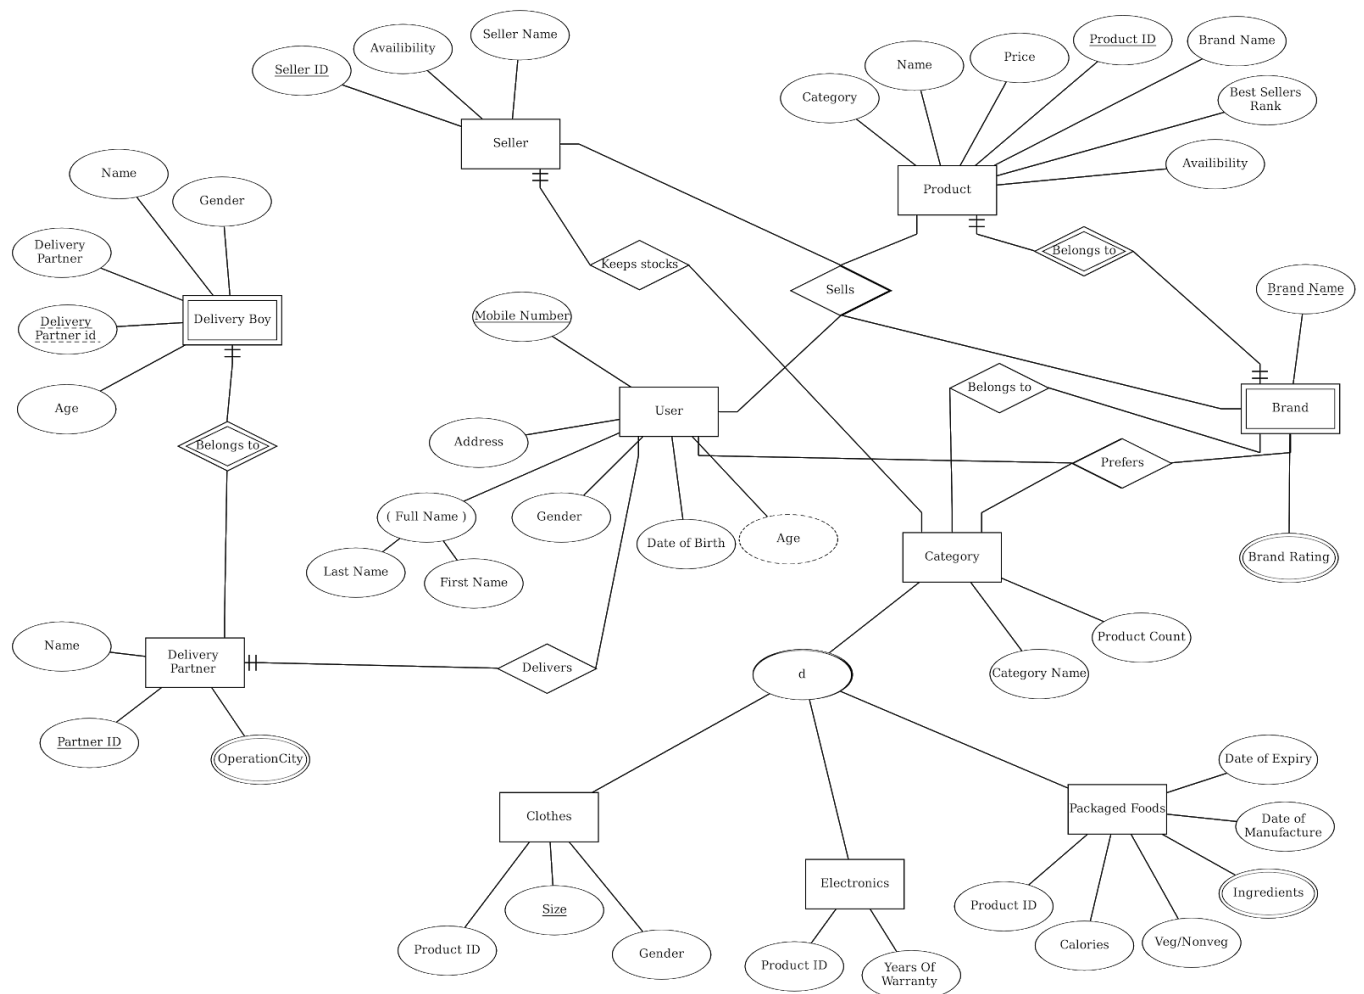 Seller Name
Availibility
Seller ID
Seller
Product ID
Brand Name
Price
Name
Category
Best Sellers
Rank
Availibility
Product
Name
Gender
Delivery
Partner
Delivery
Partner id
Age
Delivery Boy
Belongs to
Keeps stocks
Sells
Belongs to
Brand Name
Brand
Mobile Number
User
Address
( Full Name )
Last Name
First Name
Gender
Date of Birth
Age
Belongs to
Prefers
Brand Rating
Category
Product Count
Category Name
Name
Delivery
Partner
Partner ID
OperationCity
Delivers
d
Clothes
Product ID
Size
Gender
Electronics
Product ID
Years Of
Warranty
Packaged Foods
Date of Expiry
Date of
Manufacture
Ingredients
Product ID
Calories
Veg/Nonveg